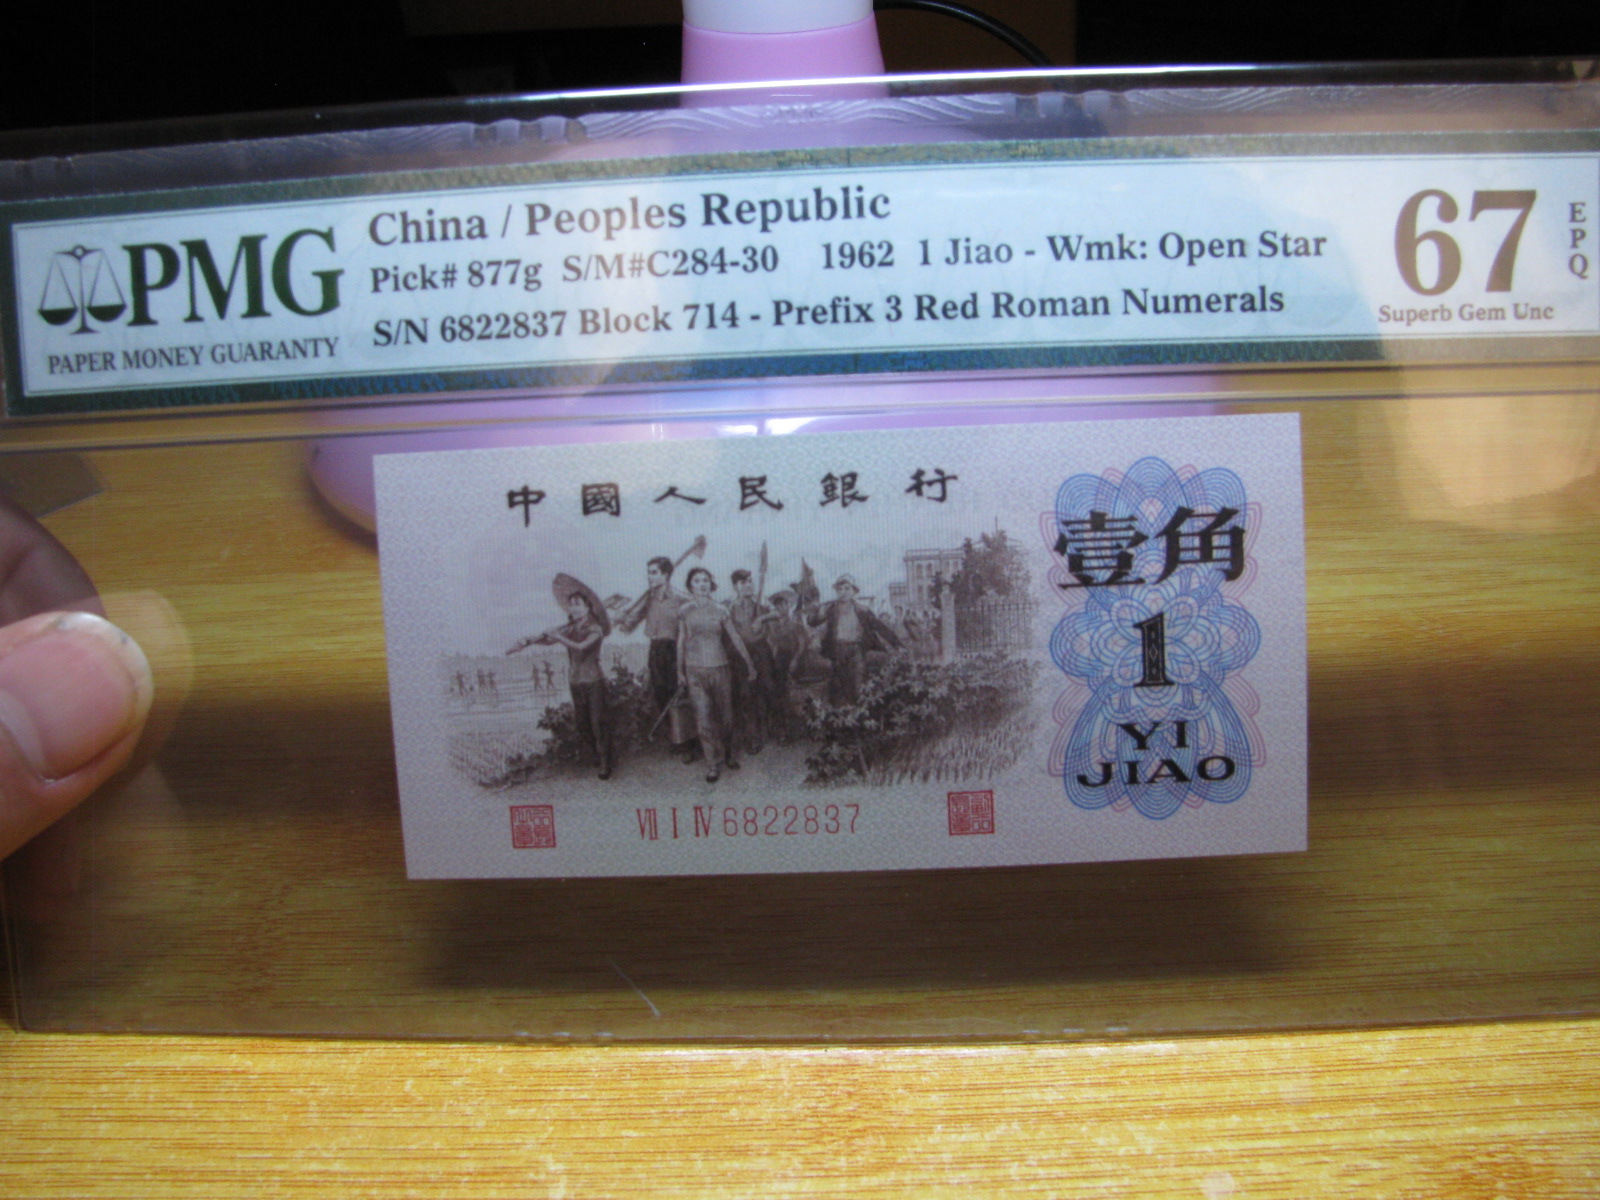 PMG
PAPER MONEY GUARANTY
China / Peoples Republic
Pick# 877g S/M#C284-30 1962 1 Jiao - Wmk: Open Star
S/N 6822837 Block 714 - Prefix 3 Red Roman Numerals
67
EPQ
Superb Gem Unc
中國人民銀行
壹角
1
YI
JIAO
VII I IV 6822837